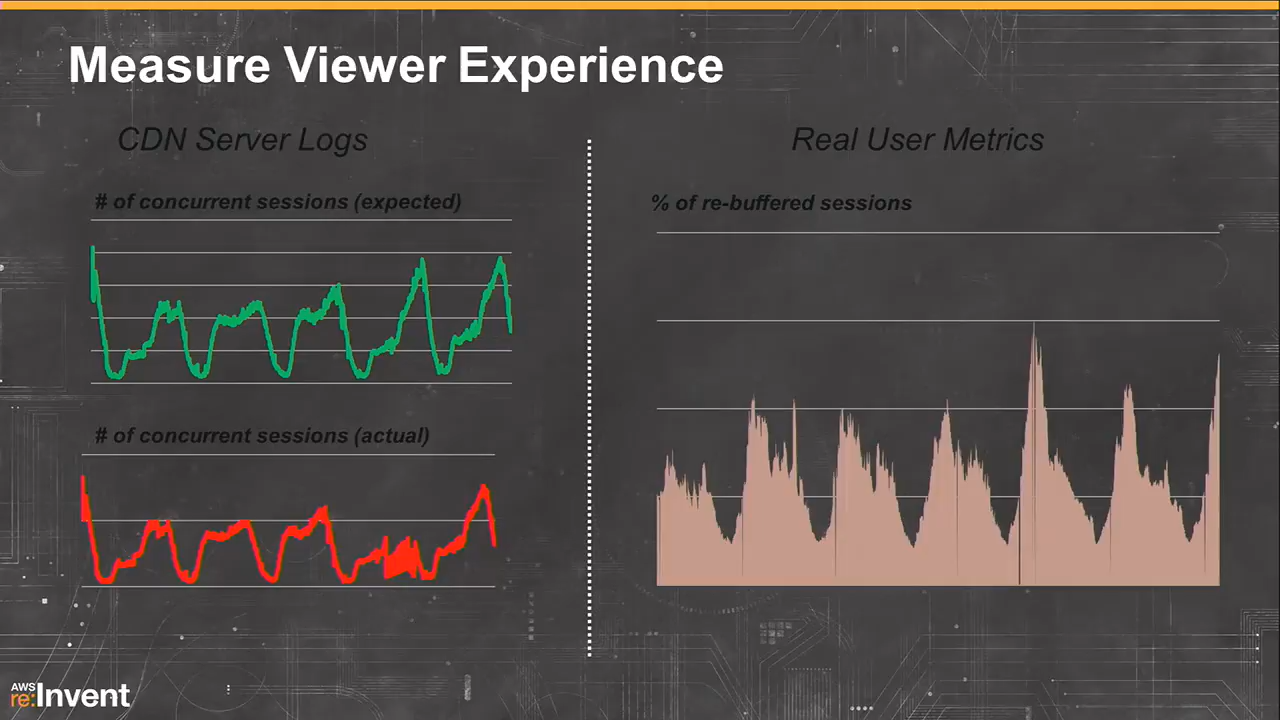 Measure Viewer Experience
CDN Server Logs
# of concurrent sessions (expected)
# of concurrent sessions (actual)
Real User Metrics
% of re-buffered sessions
AWS
re:Invent